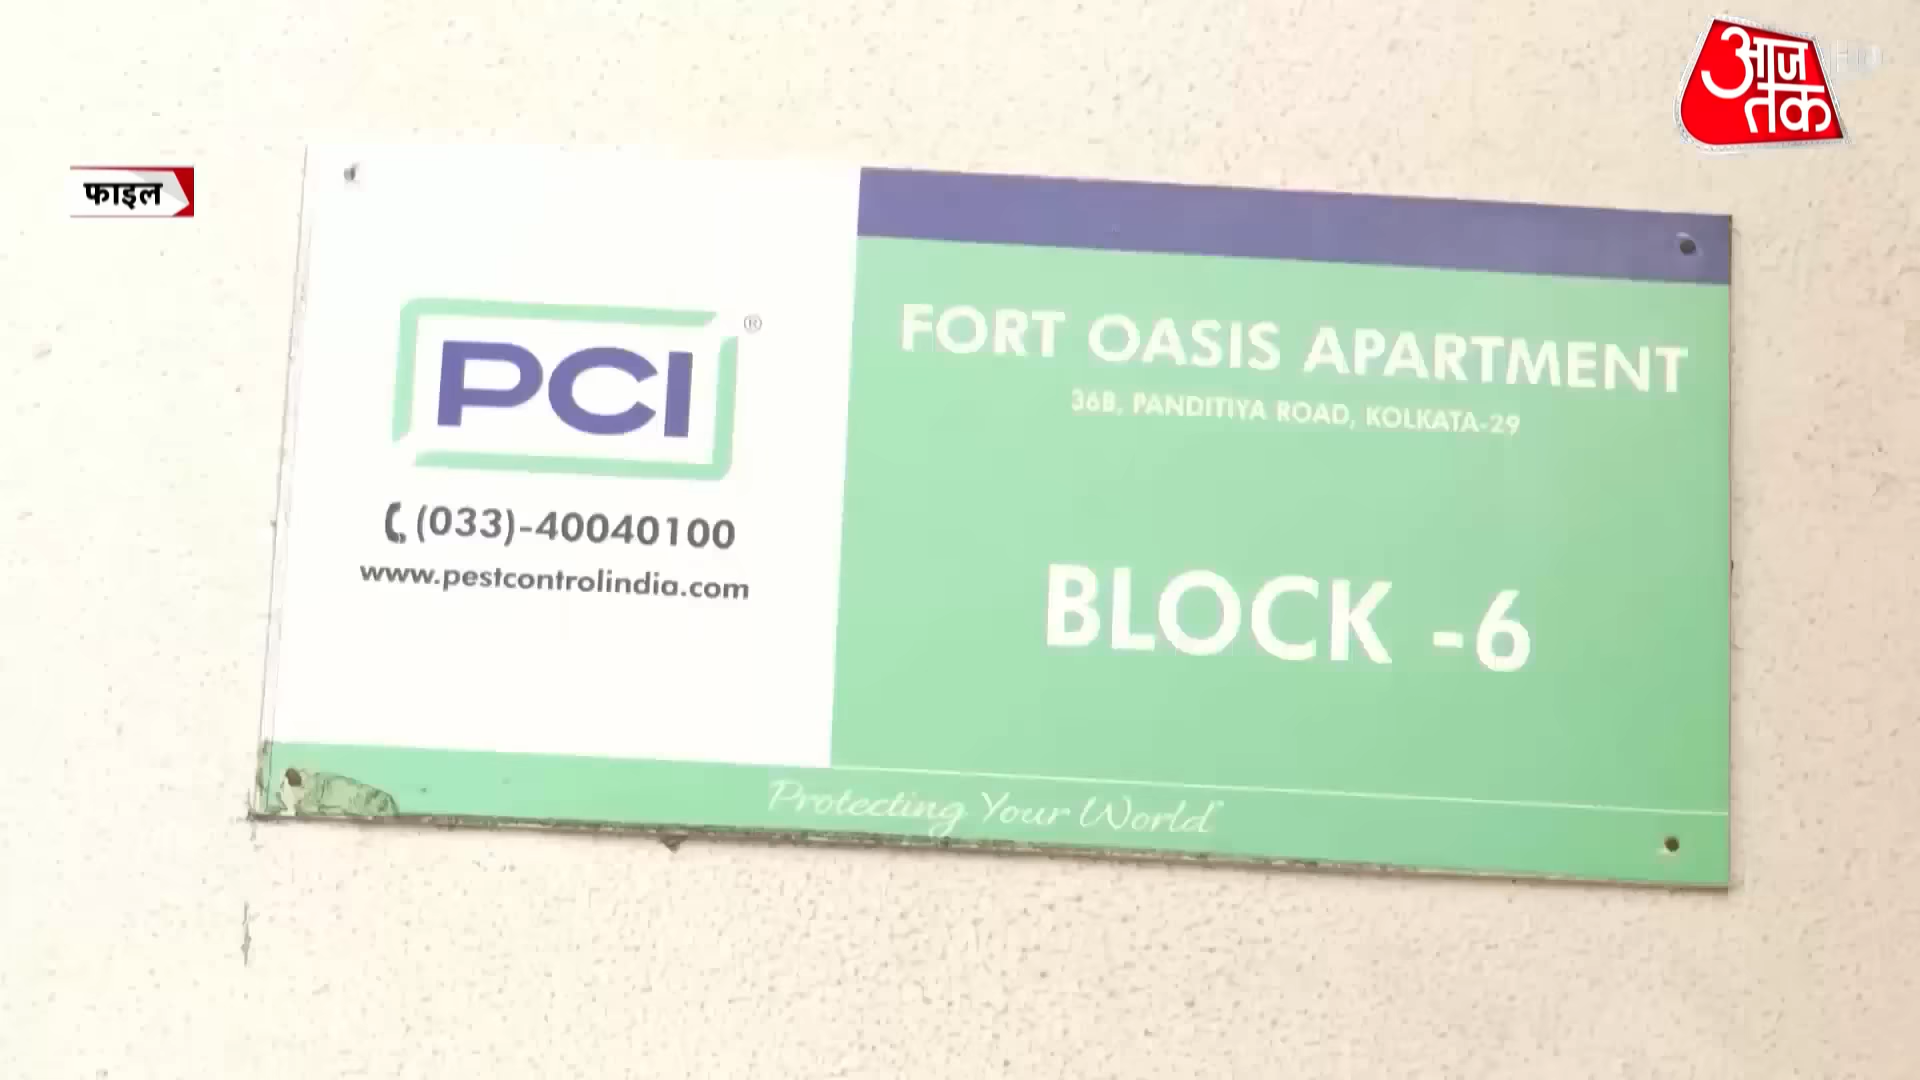 आज
तक
फाइल
PCI®
(033)-40040100
www.pestcontrolindia.com
FORT OASIS APARTMENT
36B, PANDITIYA ROAD, KOLKATA-29
BLOCK -6
Protecting Your World